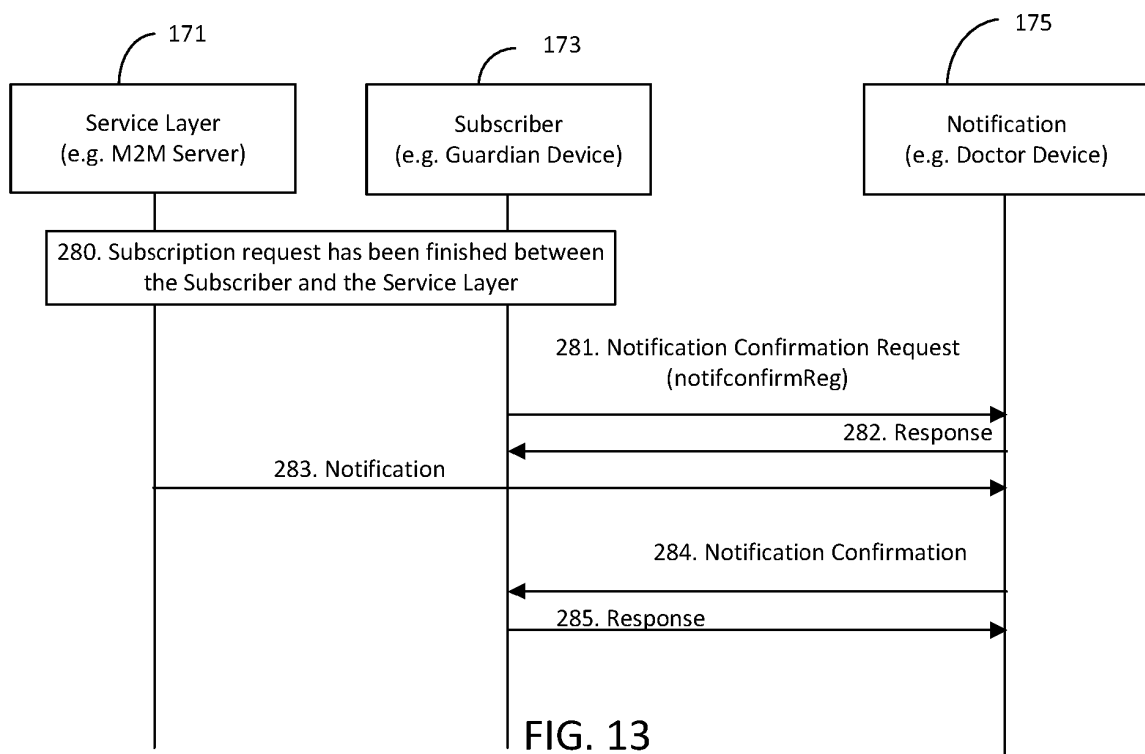 171
173
175
Service Layer
(e.g. M2M Server)
Subscriber
(e.g. Guardian Device)
Notification
(e.g. Doctor Device)
280. Subscription request has been finished between
the Subscriber and the Service Layer
281. Notification Confirmation Request
(notifconfirmReg)
282. Response
283. Notification
284. Notification Confirmation
285. Response
FIG. 13